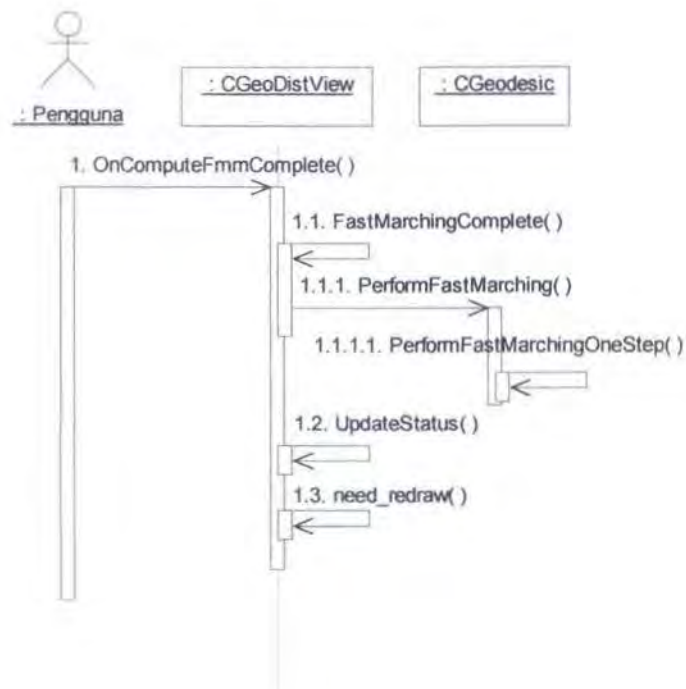 : Pengguna
: CGeoDistView
: CGeodesic
1. OnComputeFmmComplete( )
1.1. FastMarchingComplete( )
1.1.1. PerformFastMarching( )
1.1.1.1. PerformFastMarchingOneStep( )
1.2. UpdateStatus( )
1.3. need_redraw( )